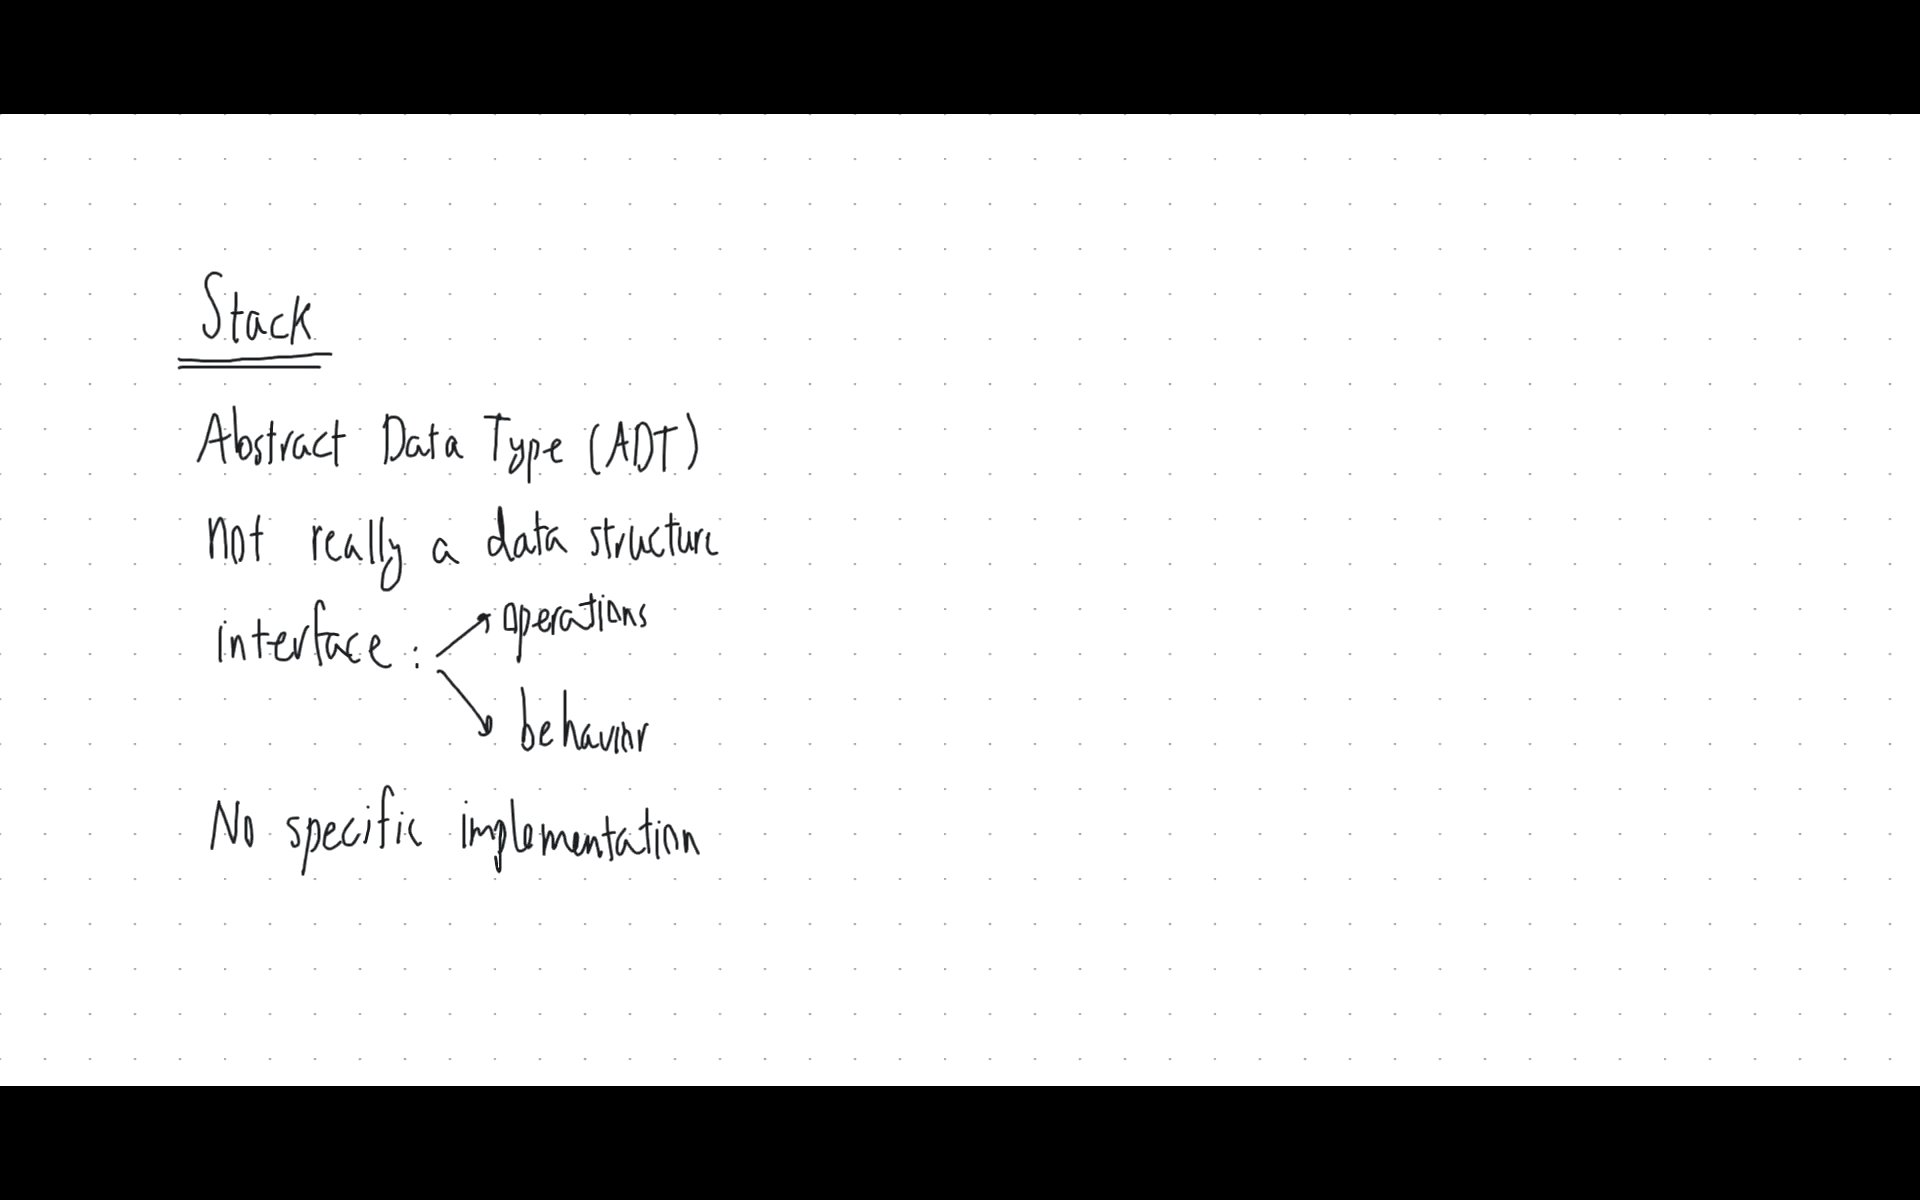 Stack
Abstract Data Type (ADT)
not really a data structure
interface : operations
behavior
No specific implementation